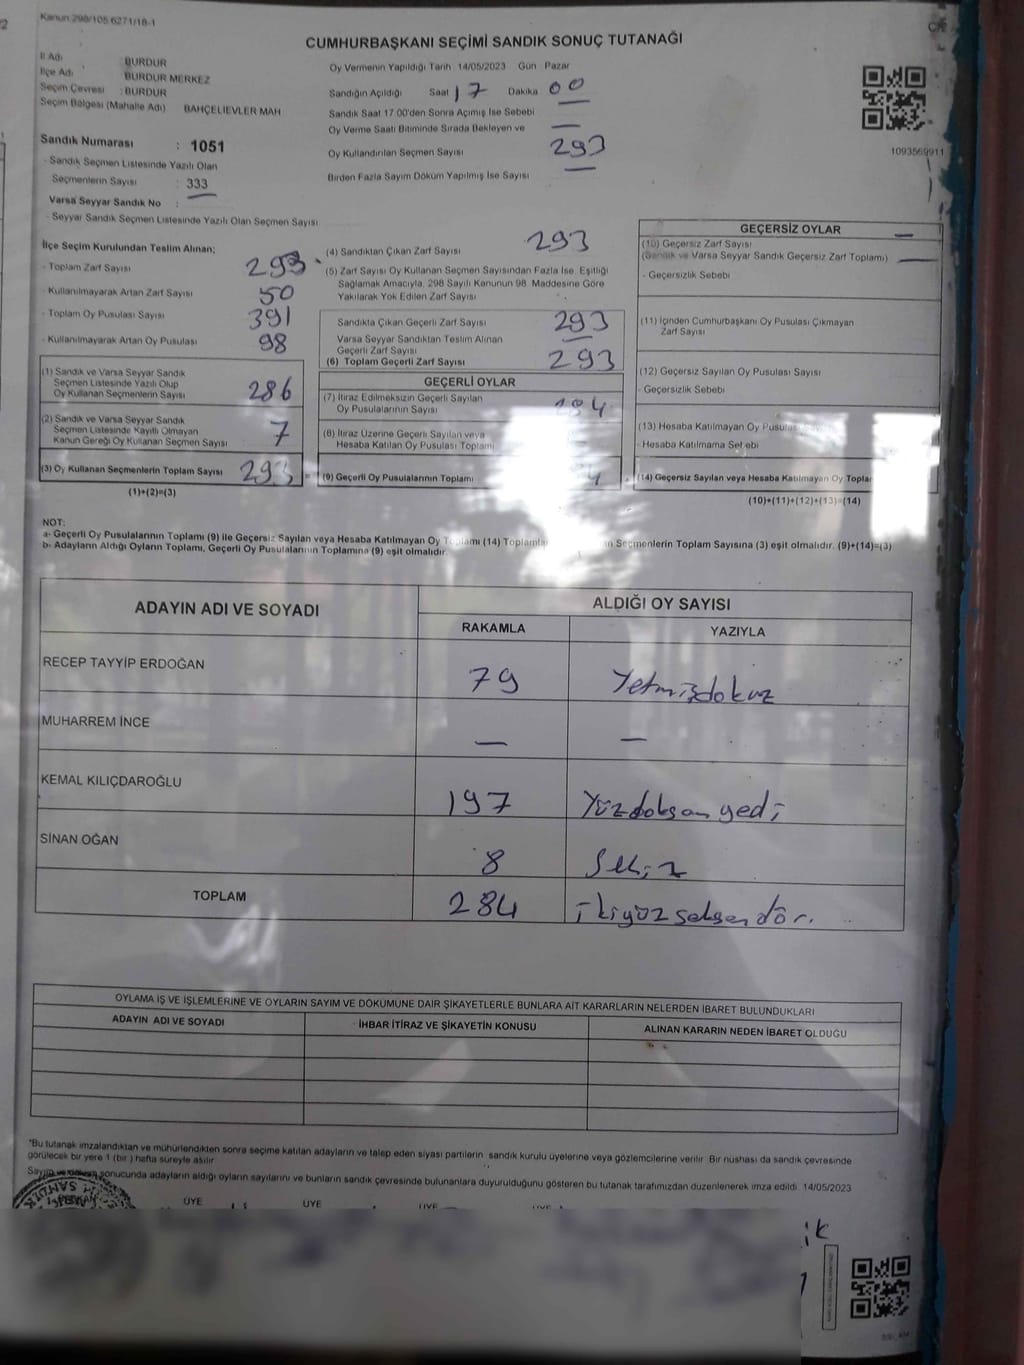 Kanun 298/105 6271/18-1
CUMHURBAŞKANI SEÇİMİ SANDIK SONUÇ TUTANAĞI
İl Adı : BURDUR
İlçe Adı : BURDUR MERKEZ
Seçim Çevresi : BURDUR
Seçim Bölgesi (Mahalle Adı) BAHÇELİEVLER MAH
Sandık Numarası : 1051
- Sandık Seçmen Listesinde Yazılı Olan
Seçmenlerin Sayısı : 333
Varsa Seyyar Sandık No : —
- Seyyar Sandık Seçmen Listesinde Yazılı Olan Seçmen Sayısı
Oy Vermenin Yapıldığı Tarih 14/05/2023 Gün Pazar
Sandığın Açıldığı Saat 17 Dakika 00
Sandık Saat 17.00'den Sonra Açımış İse Sebebi —
Oy Verme Saati Bitiminde Sırada Bekleyen ve —
Oy Kullandırılan Seçmen Sayısı 293
Birden Fazla Sayım Döküm Yapılmış İse Sayısı —
1093569911
İlçe Seçim Kurulundan Teslim Alınan;
- Toplam Zarf Sayısı 293
- Kullanılmayarak Artan Zarf Sayısı 50
- Toplam Oy Pusulası Sayısı 391
- Kullanılmayarak Artan Oy Pusulası 98
(1) Sandık ve Varsa Seyyar Sandık
Seçmen Listesinde Yazılı Olup
Oy Kullanan Seçmenlerin Sayısı 286
(2) Sandık ve Varsa Seyyar Sandık
Seçmen Listesinde Kayıtlı Olmayan
Kanun Gereği Oy Kullanan Seçmen Sayısı 7
(3) Oy Kullanan Seçmenlerin Toplam Sayısı 293
(1)+(2)=(3)
(4) Sandıktan Çıkan Zarf Sayısı 293
(5) Zarf Sayısı Oy Kullanan Seçmen Sayısından Fazla İse, Eşitliği
Sağlamak Amacıyla, 298 Sayılı Kanunun 98. Maddesine Göre
Yakılarak Yok Edilen Zarf Sayısı
Sandıkta Çıkan Geçerli Zarf Sayısı 293
Varsa Seyyar Sandıktan Teslim Alınan
Geçerli Zarf Sayısı —
(6) Toplam Geçerli Zarf Sayısı 293
GEÇERLİ OYLAR
(7) İtiraz Edilmeksizin Geçerli Sayılan
Oy Pusulalarının Sayısı 284
(8) İtiraz Üzerine Geçerli Sayılan veya
Hesaba Katılan Oy Pusulası Toplamı
(9) Geçerli Oy Pusulalarının Toplamı
GEÇERSİZ OYLAR
(10) Geçersiz Zarf Sayısı —
(Sandık ve Varsa Seyyar Sandık Geçersiz Zarf Toplamı) —
- Geçersizlik Sebebi
(11) İçinden Cumhurbaşkanı Oy Pusulası Çıkmayan
Zarf Sayısı
(12) Geçersiz Sayılan Oy Pusulası Sayısı
- Geçersizlik Sebebi
(13) Hesaba Katılmayan Oy
- Hesaba Katılmama Sebebi
(14) Geçersiz Sayılan veya Hesaba Katılmayan Oy
(10)+(11)+(12)+(13)=(14)
NOT:
a- Geçerli Oy Pusulalarının Toplamı (9) ile Geçersiz Sayılan veya Hesaba Katılmayan Oy Toplamı (14) Seçmenlerin Toplam Sayısına (3) eşit olmalıdır. (9)+(14)=(3)
b- Adayların Aldığı Oyların Toplamı, Geçerli Oy Pusulalarının Toplamına (9) eşit olmalıdır.
ADAYIN ADI VE SOYADI ALDIĞI OY SAYISI
RAKAMLA YAZIYLA
RECEP TAYYİP ERDOĞAN 79 Yetmişdokuz
MUHARREM İNCE — —
KEMAL KILIÇDAROĞLU 197 Yüzdoksanyedi
SİNAN OĞAN 8 Sekiz
TOPLAM 284 ikiyüzseksendör.
OYLAMA İŞ VE İŞLEMLERİNE VE OYLARIN SAYIM VE DÖKÜMÜNE DAİR ŞİKAYETLERLE BUNLARA AİT KARARLARIN NELERDEN İBARET BULUNDUKLARI
ADAYIN ADI VE SOYADI İHBAR İTİRAZ VE ŞİKAYETİN KONUSU ALINAN KARARIN NEDEN İBARET OLDUĞU
*Bu tutanak imzalandıktan ve mühürlendikten sonra seçime katılan adayların ve talep eden siyasi partilerin sandık kurulu üyelerine veya gözlemcilerine verilir. Bir nüshası da sandık çevresinde
görülecek bir yere 1 (bir) hafta süreyle asılır
Sayım ve döküm sonucunda adayların aldığı oyların sayılarını ve bunların sandık çevresinde bulunanlara duyurulduğunu gösteren bu tutanak tarafımızdan düzenlenerek imza edildi. 14/05/2023
ÜYE ÜYE